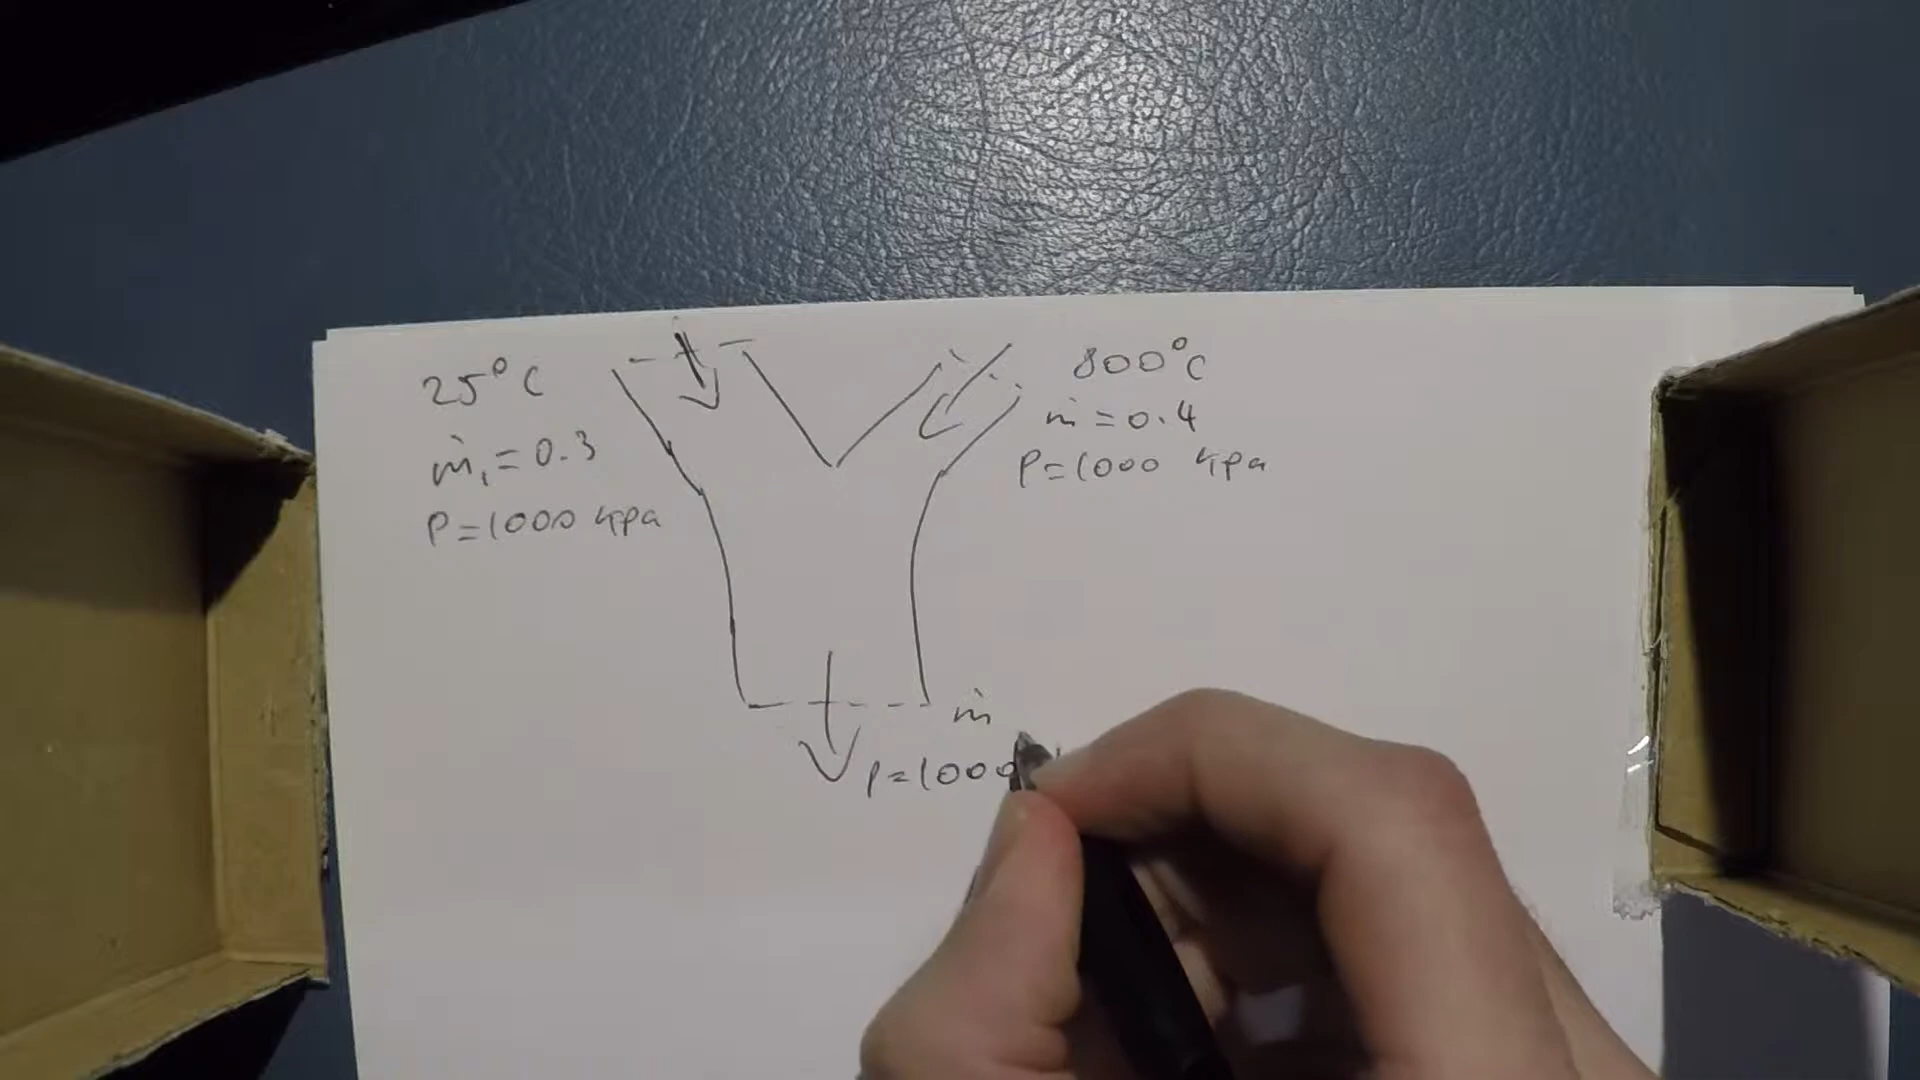 25°C
ṁ₁ = 0.3
P = 1000 kpa
800°C
ṁ = 0.4
P = 1000 kpa
ṁ
P = 1000